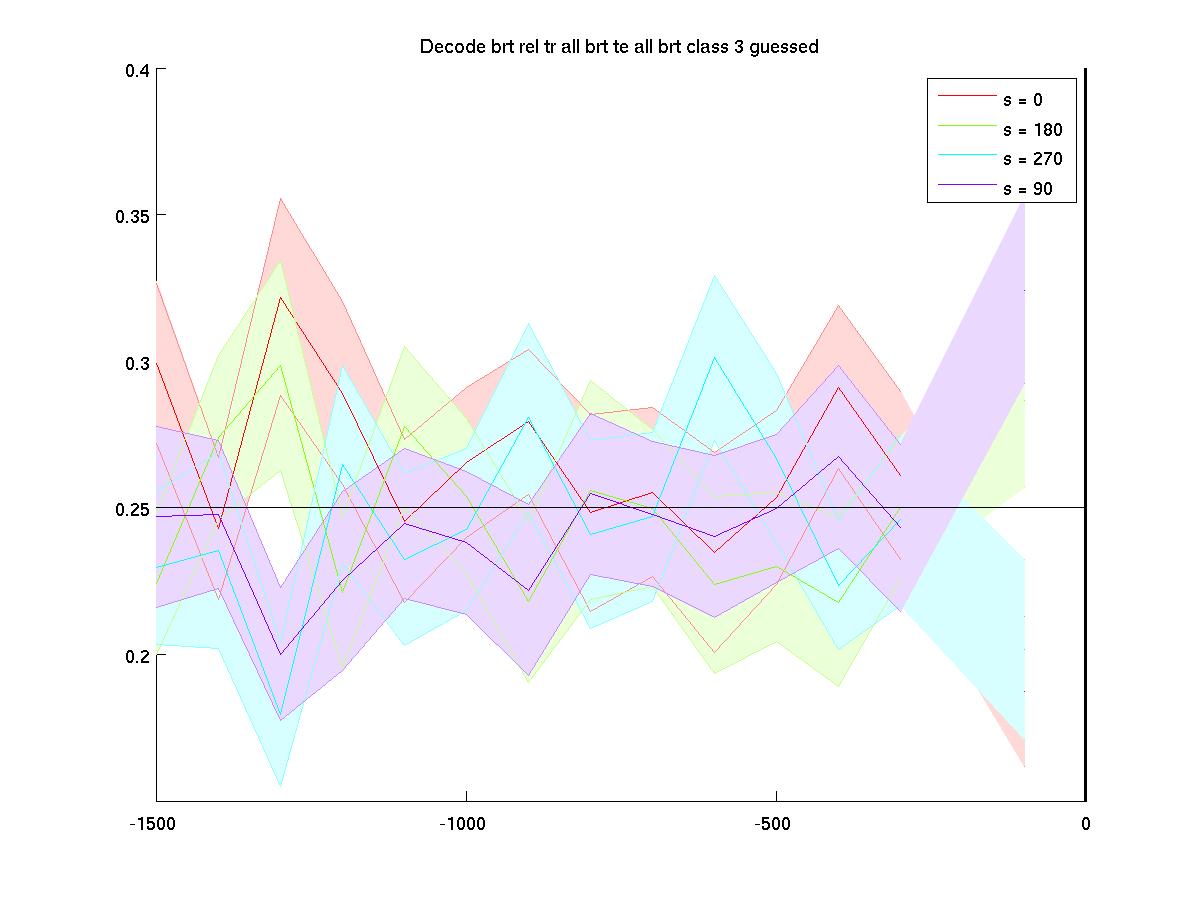 Decode brt rel tr all brt te all brt class 3 guessed
0.4
0.35
0.3
0.25
0.2
s = 0
s = 180
s = 270
s = 90
-1500
-1000
-500
0